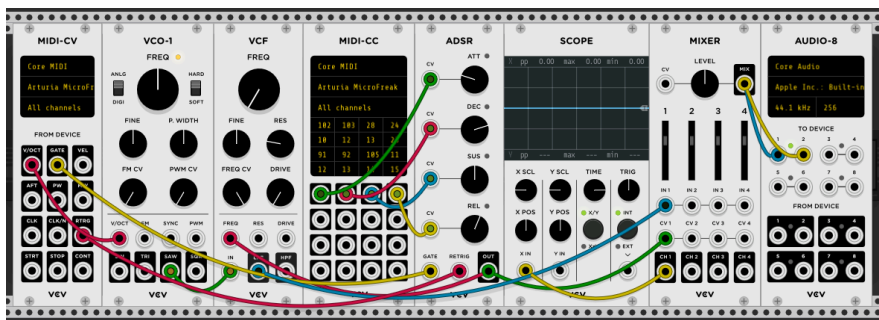 MIDI-CV
Core MIDI
Arturia MicroFr
All channels
FROM DEVICE
V/OCT GATE VEL
AFT PW
CLK CLK/N RTRG
STRT STOP CONT
VCV
VCO-1
FREQ
ANLG
DIGI
HARD
SOFT
FINE P. WIDTH
FM CV PWM CV
V/OCT FM SYNC PWM
SIN TRI SAW SQR
VCV
VCF
FREQ
FINE RES
FREQ CV DRIVE
FREQ RES DRIVE
IN LPF HPF
VCV
MIDI-CC
Core MIDI
Arturia MicroFreak
All channels
102 103 28 24
10 12 13
91 92 105 11
12 13 15
ADSR
CV ATT
CV DEC
CV SUS
CV REL
GATE RETRIG OUT
VCV
SCOPE
X pp 0.00 max 0.00 min 0.00
Y pp --- max --- min ---
X SCL Y SCL TIME TRIG
X POS Y POS X/Y INT
EXT
X IN Y IN
VCV
MIXER
LEVEL
CV MIX
1 2 3 4
IN 1 IN 2 IN 3 IN 4
CV 1 CV 2 CV 3 CV 4
CH 1 CH 2 CH 3 CH 4
VCV
AUDIO-8
Core Audio
Apple Inc.: Built-in
44.1 kHz 256
TO DEVICE
1 2 3 4
5 6 7 8
FROM DEVICE
1 2 3 4
5 6 7 8
VCV